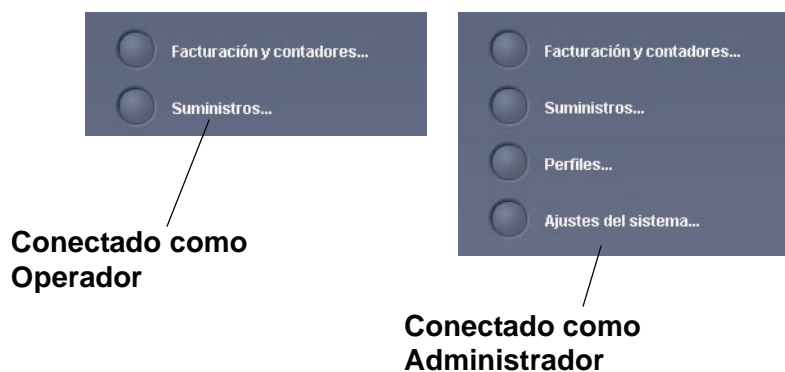 Facturación y contadores...
Suministros...
Conectado como
Operador
Facturación y contadores...
Suministros...
Perfiles...
Ajustes del sistema...
Conectado como
Administrador